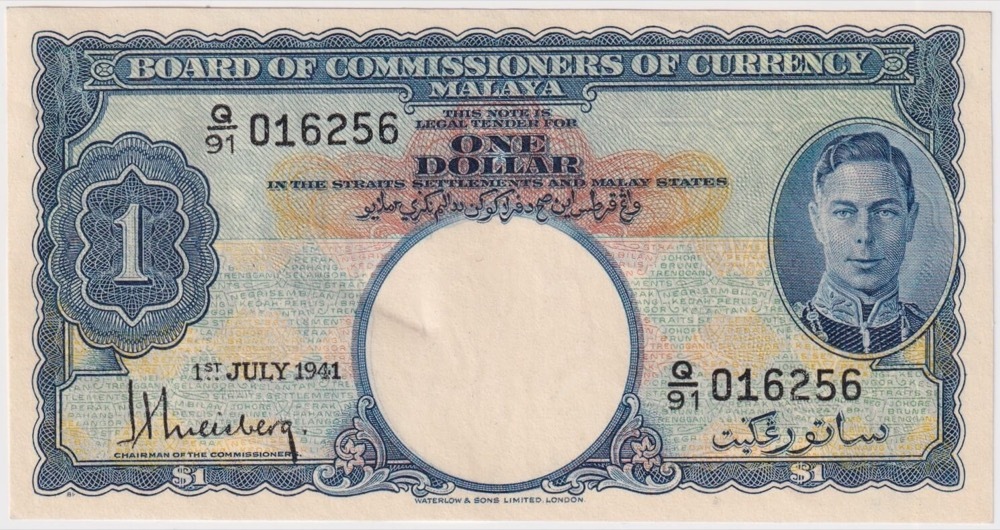 BOARD OF COMMISSIONERS OF CURRENCY
MALAYA
Q/91 016256
THIS NOTE IS
LEGAL TENDER FOR
ONE
DOLLAR
IN THE STRAITS SETTLEMENTS AND MALAY STATES
1
1ST JULY 1941
Q/91 016256
CHAIRMAN OF THE COMMISSIONERS
ساتو رڠݢيت
$1
$1
WATERLOW & SONS LIMITED, LONDON.